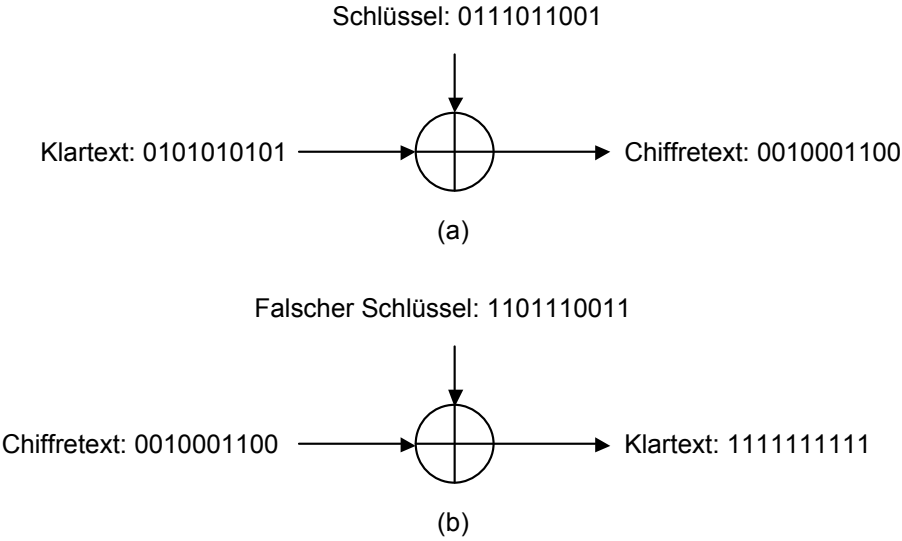 Schlüssel: 0111011001
Klartext: 0101010101
Chiffretext: 0010001100
(a)
Falscher Schlüssel: 1101110011
Chiffretext: 0010001100
Klartext: 1111111111
(b)